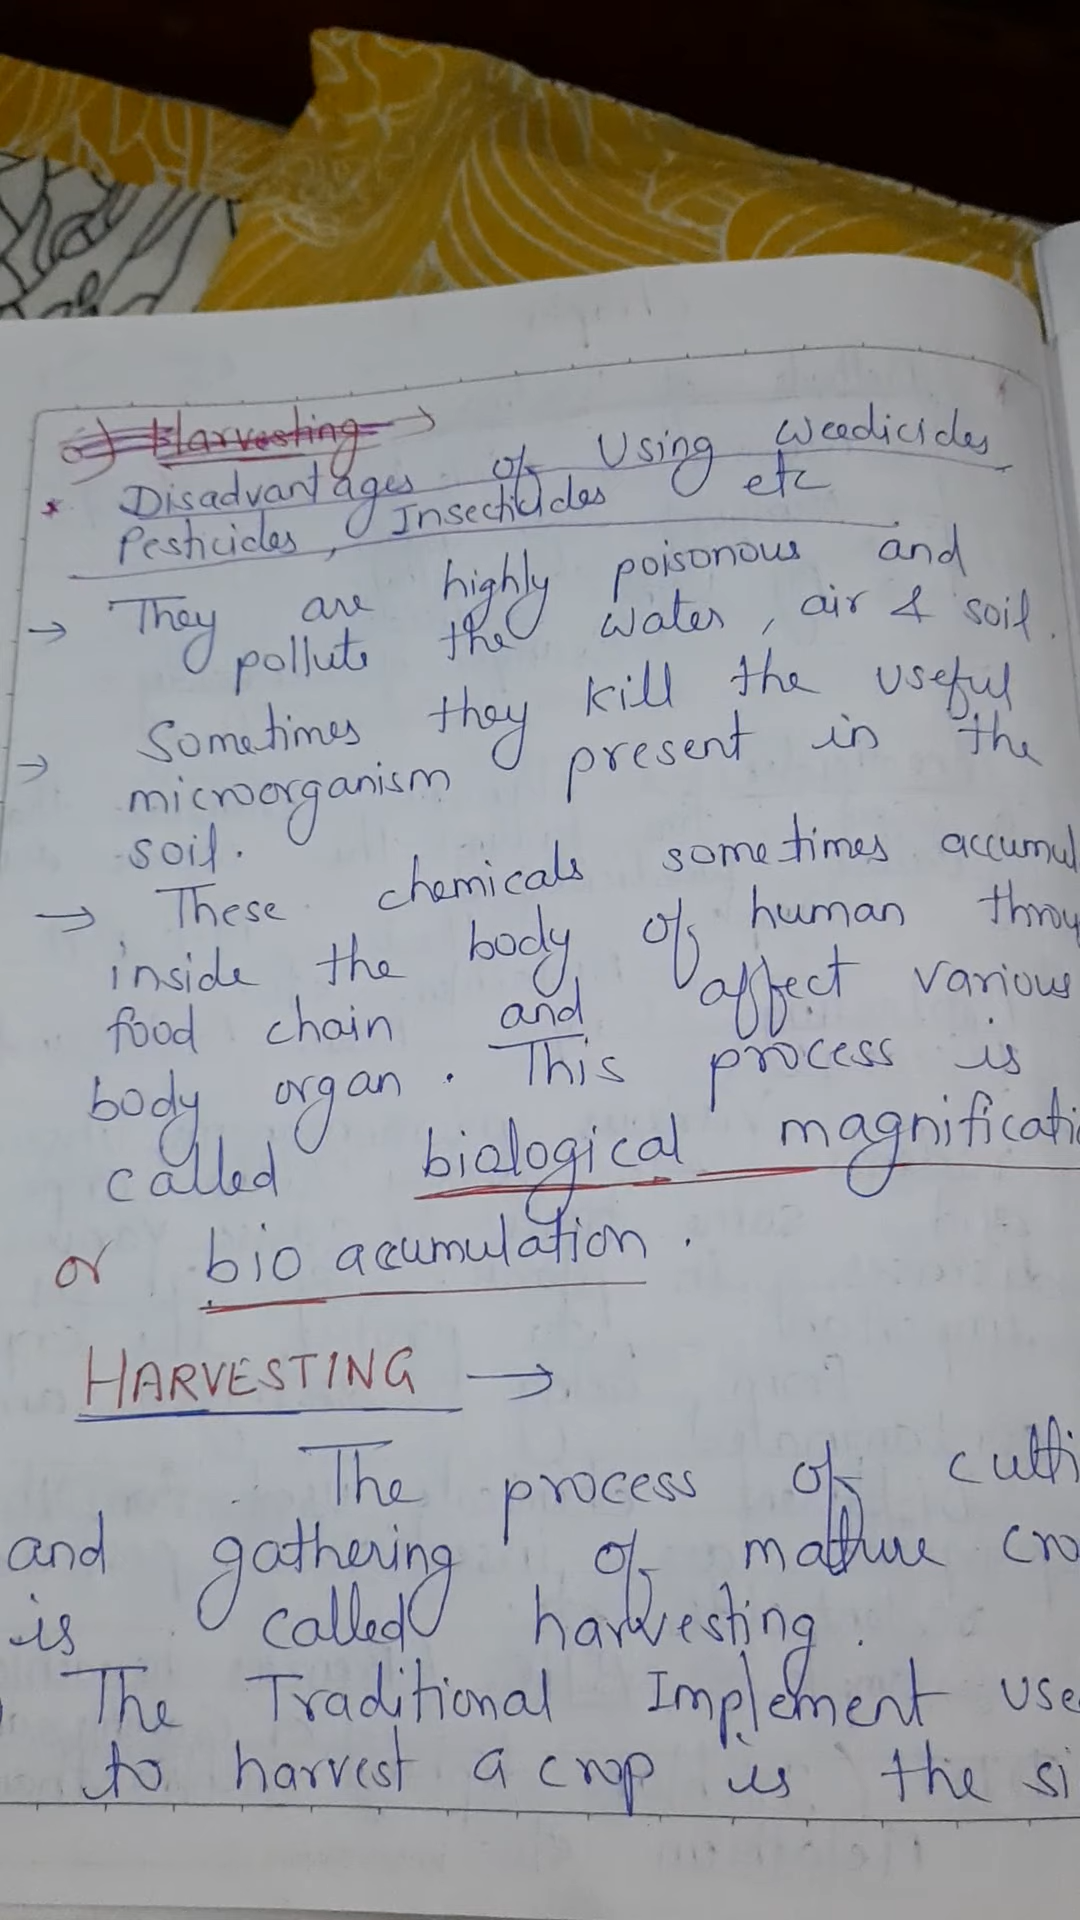 Harvesting →
* Disadvantages of Using Weedicides
Pesticides, Insecticides etc
→ They are highly poisonous and
pollute the water, air & soil.
→ Sometimes they kill the useful
microorganism present in the
soil.
→ These chemicals sometimes accumul
inside the body of human throu
food chain and affect various
body organ. This process is
called biological magnificati
or bio acumulation.
HARVESTING →
The process of cutti
and gathering of mature cro
is called harvesting.
The Traditional Implement use
to harvest a crop is the si